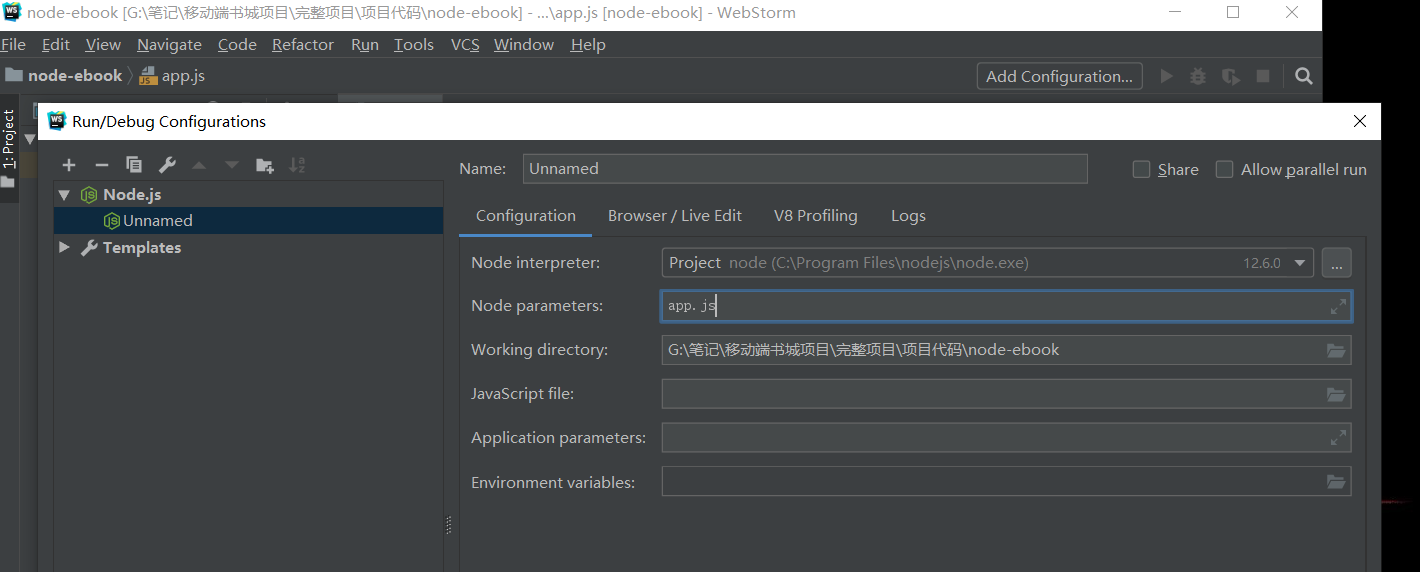 node-ebook [G:\笔记\移动端书城项目\完整项目\项目代码\node-ebook] - ...\app.js [node-ebook] - WebStorm
File Edit View Navigate Code Refactor Run Tools VCS Window Help
node-ebook app.js Add Configuration...
1: Project
Run/Debug Configurations
Name: Unnamed Share Allow parallel run
Node.js
Unnamed
Templates
Configuration Browser / Live Edit V8 Profiling Logs
Node interpreter: Project node (C:\Program Files\nodejs\node.exe) 12.6.0 ...
Node parameters: app.js
Working directory: G:\笔记\移动端书城项目\完整项目\项目代码\node-ebook
JavaScript file:
Application parameters:
Environment variables: